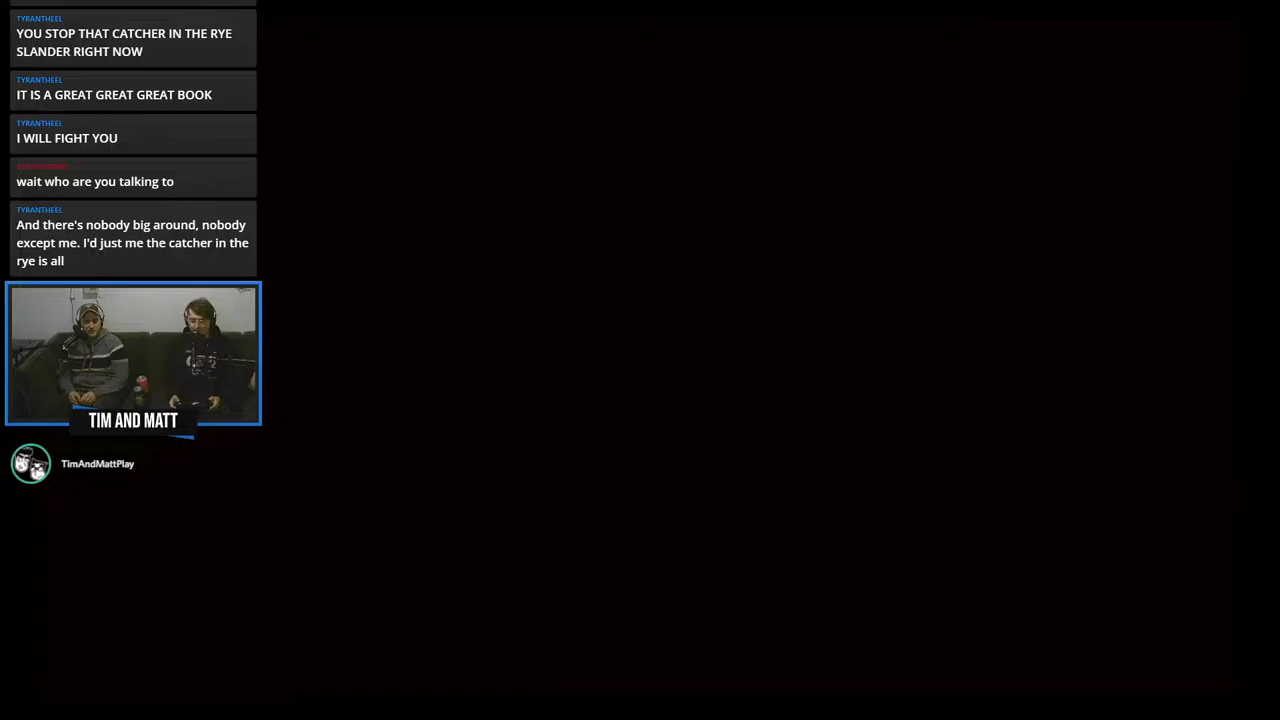 TYRANTHEEL
YOU STOP THAT CATCHER IN THE RYE
SLANDER RIGHT NOW
TYRANTHEEL
IT IS A GREAT GREAT GREAT BOOK
TYRANTHEEL
I WILL FIGHT YOU
wait who are you talking to
TYRANTHEEL
And there's nobody big around, nobody
except me. I'd just me the catcher in the
rye is all
TIM AND MATT
TimAndMattPlay